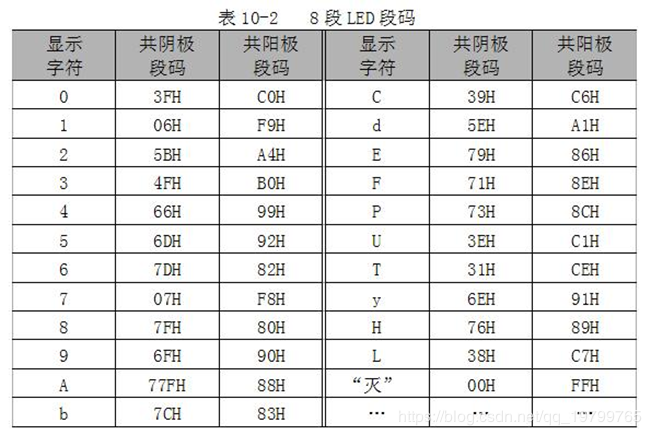 表 10-2 8 段 LED 段码
显示字符 共阴极段码 共阳极段码 显示字符 共阴极段码 共阳极段码
0 3FH C0H C 39H C6H
1 06H F9H d 5EH A1H
2 5BH A4H E 79H 86H
3 4FH B0H F 71H 8EH
4 66H 99H P 73H 8CH
5 6DH 92H U 3EH C1H
6 7DH 82H T 31H CEH
7 07H F8H y 6EH 91H
8 7FH 80H H 76H 89H
9 6FH 90H L 38H C7H
A 77FH 88H “灭” 00H FFH
b 7CH 83H … … …
https://blog.csdn.net/qq_19799765